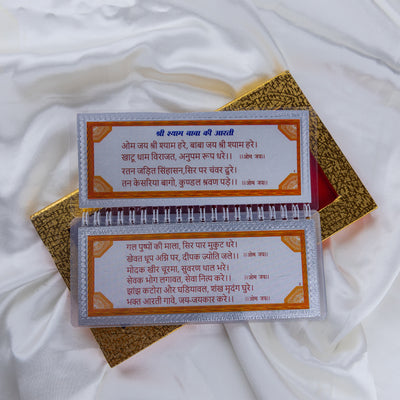 श्री श्याम बाबा की आरती
ओम जय श्री श्याम हरे, बाबा जय श्री श्याम हरे।
खाटू धाम विराजत, अनुपम रूप धरे।। ।।ओम जय।।
रतन जड़ित सिंहासन,सिर पर चंवर ढुरे।
तन केसरिया बागो, कुण्डल श्रवण पड़े।। ।।ओम जय।।
गल पुष्पों की माला, सिर पार मुकुट धरे।
खेवत धूप अग्नि पर, दीपक ज्योति जले।। ।।ओम जय।।
मोदक खीर चूरमा, सुवरण थाल भरे।
सेवक भोग लगावत, सेवा नित्य करे।। ।।ओम जय।।
झांझ कटोरा और घडियावल, शंख मृदंग घुरे।
भक्त आरती गावे, जय-जयकार करे।। ।।ओम जय।।